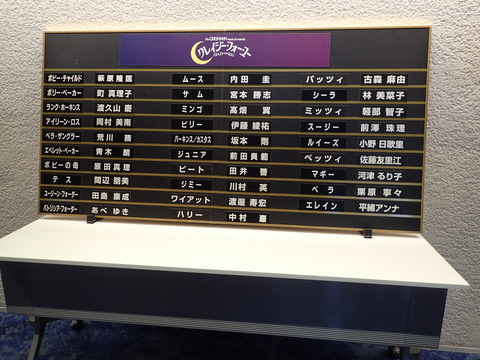 The GERSHWIN musical comedy
クレイジー・フォー・ユー
CRAZY FOR YOU
ボビー・チャイルド 萩原隆匡 ムース 内田 圭 パッツィ 古森 麻由
ポリー・ベーカー 町 真理子 サム 宮本 勝志 シーラ 林 美菜子
ランク・ホーキンス 渡久山 慶 ミンゴ 高畑 翼 ミッツィ 軽部 智子
アイリーン・ロス 岡村 美南 ビリー 伊藤 綾祐 スージー 前澤 珠理
ベラ・ザングラー 荒川 務 パーキンス/カスタス 坂本 剛 ルイーズ 小野 日歌里
エベレット・ベーカー 青木 朗 ジュニア 前田 員範 ベッツィ 佐藤友里江
ボビーの母 原田 真理 ピート 田井 啓 マギー 河津 るり子
テス 朋美 ジミー 川村 英 ベラ 栗原 寧々
ユージーン・フォーダー 田島 康成 ワイアット 渡邊 寿宏 エレイン 平綿アンナ
パトリシア・フォーダー あべ ゆき ハリー 中村 巌